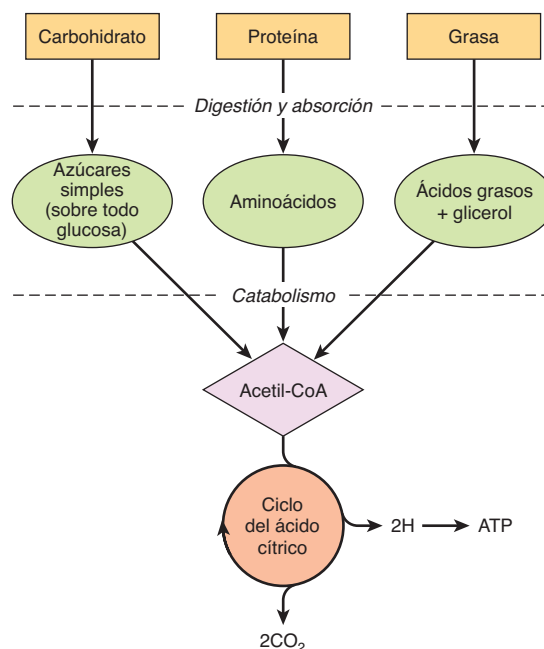 Carbohidrato
Proteína
Grasa
Digestión y absorción
Azúcares
simples
(sobre todo
glucosa)
Aminoácidos
Ácidos grasos
+ glicerol
Catabolismo
Acetil-CoA
Ciclo
del ácido
cítrico
2H
ATP
2CO₂